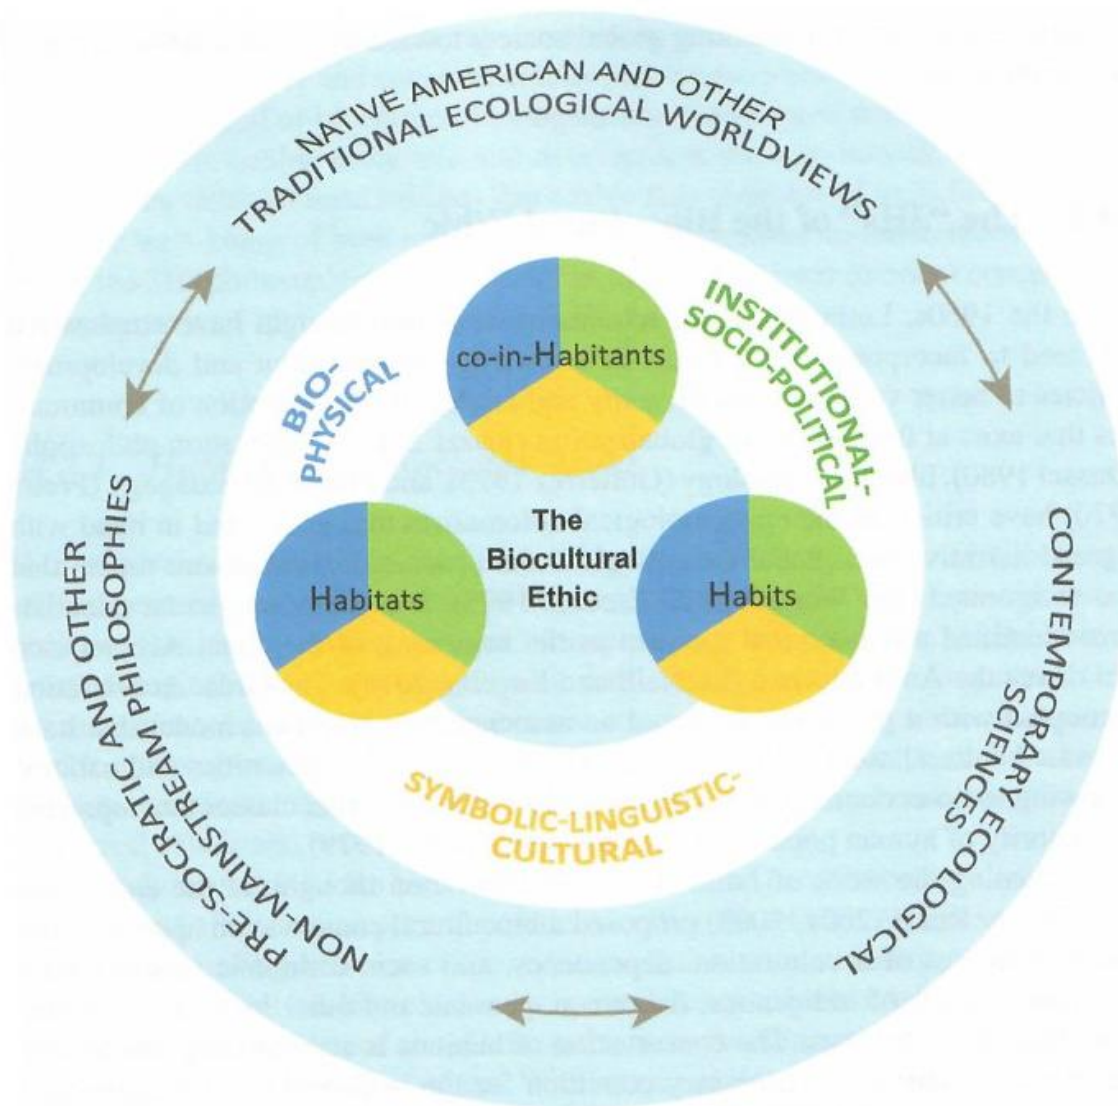 NATIVE AMERICAN AND OTHER
TRADITIONAL ECOLOGICAL WORLDVIEWS
BIO-
PHYSICAL
INSTITUTIONAL-
SOCIO-POLITICAL
co-in-Habitants
The
Biocultural
Ethic
Habitats
Habits
SYMBOLIC-LINGUISTIC-
CULTURAL
PRE-SOCRATIC AND OTHER
NON-MAINSTREAM PHILOSOPHIES
CONTEMPORARY ECOLOGICAL
SCIENCES